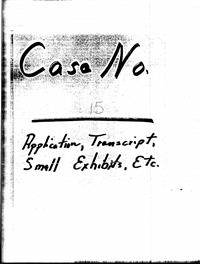 Case No.
15
Application, Transcript,
Small Exhibits, Etc.